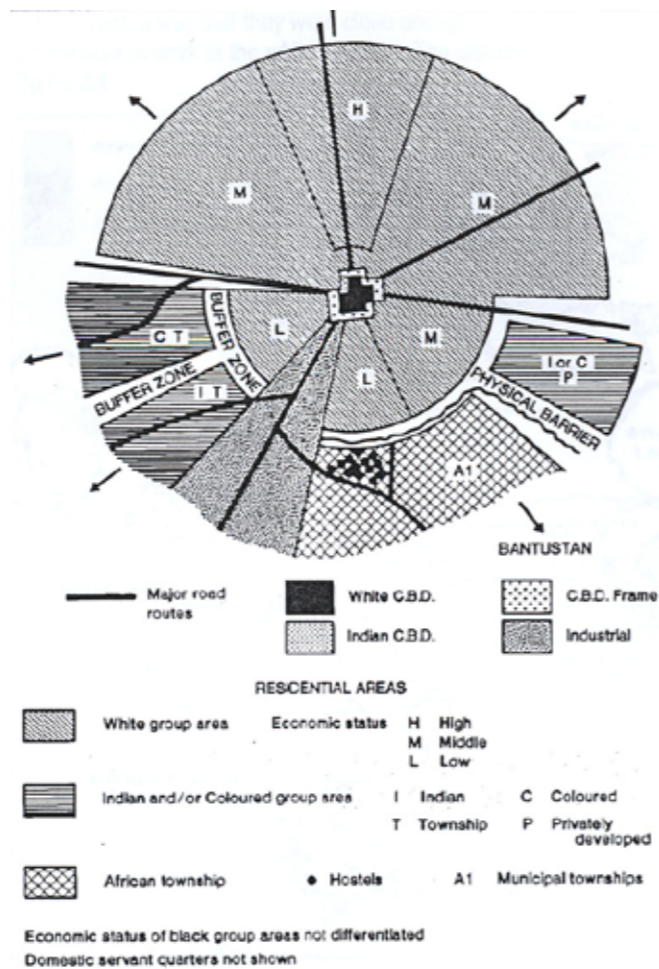 H
M
M
C T
BUFFER ZONE
L
M
I or C
P
BUFFER ZONE
I T
L
PHYSICAL BARRIER
A1
BANTUSTAN
Major road
routes
White C.B.D.
C.B.D. Frame
Indian C.B.D.
Industrial
RESCENTIAL AREAS
White group area
Economic status
H High
M Middle
L Low
Indian and/or Coloured group area
I Indian
C Coloured
T Township
P Privately
developed
African township
Hostels
A1 Municipal townships
Economic status of black group areas not differentiated
Domestic servant quarters not shown